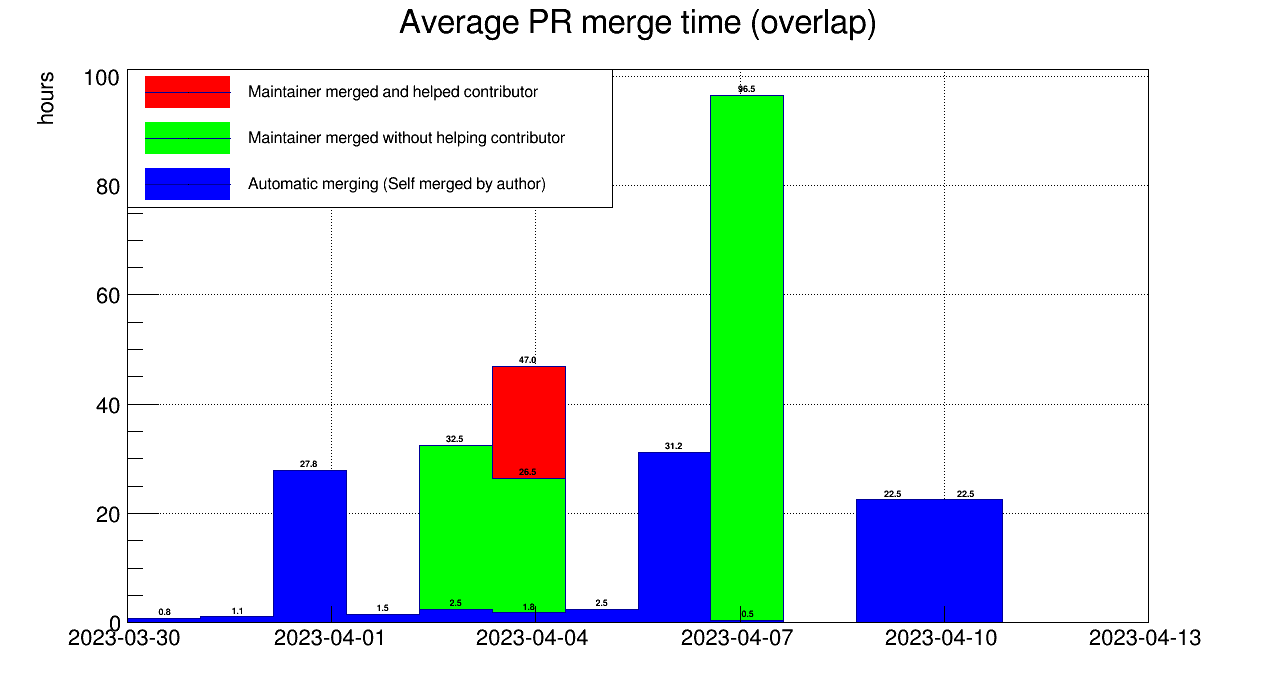 Average PR merge time (overlap)
hours
100
80
60
40
20
0
Maintainer merged and helped contributor
Maintainer merged without helping contributor
Automatic merging (Self merged by author)
96.5
47.0
32.5
26.5
31.2
27.8
22.5 22.5
0.8 1.1 1.5 2.5 1.8 2.5 0.5
2023-03-30 2023-04-01 2023-04-04 2023-04-07 2023-04-10 2023-04-13